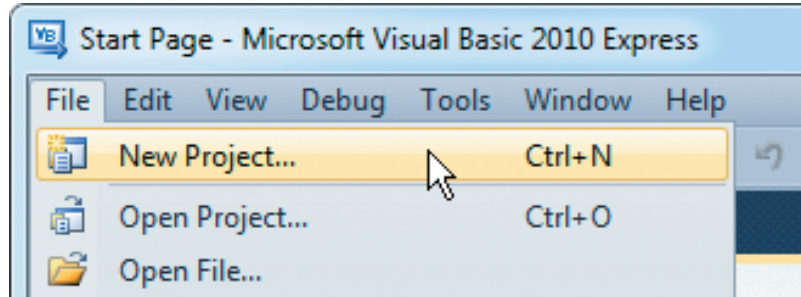 VB Start Page - Microsoft Visual Basic 2010 Express
File Edit View Debug Tools Window Help
New Project... Ctrl+N
Open Project... Ctrl+O
Open File...